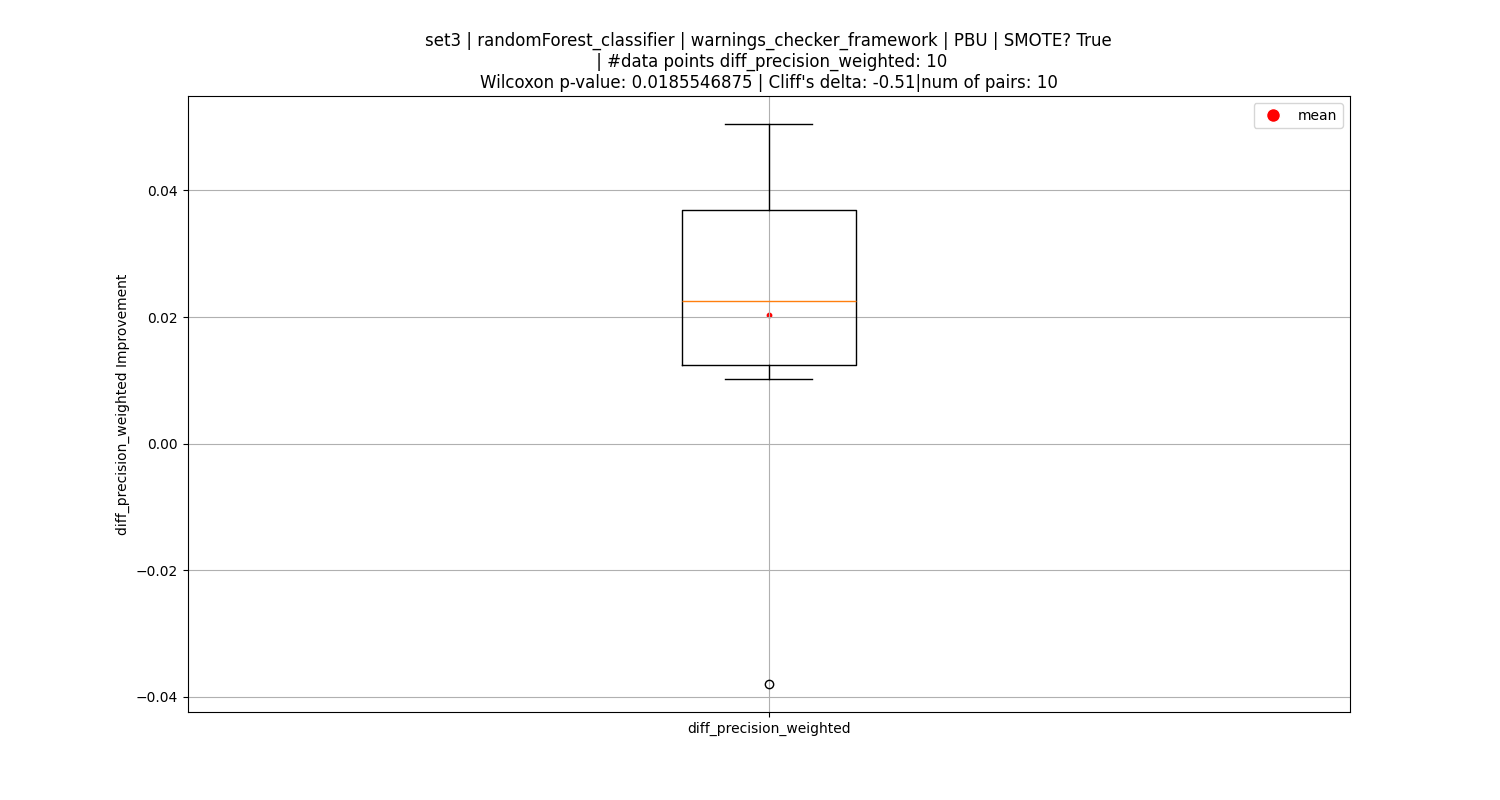 set3 | randomForest_classifier | warnings_checker_framework | PBU | SMOTE? True
| #data points diff_precision_weighted: 10
Wilcoxon p-value: 0.0185546875 | Cliff's delta: -0.51|num of pairs: 10
mean
0.04
0.02
0.00
−0.02
−0.04
diff_precision_weighted Improvement
diff_precision_weighted